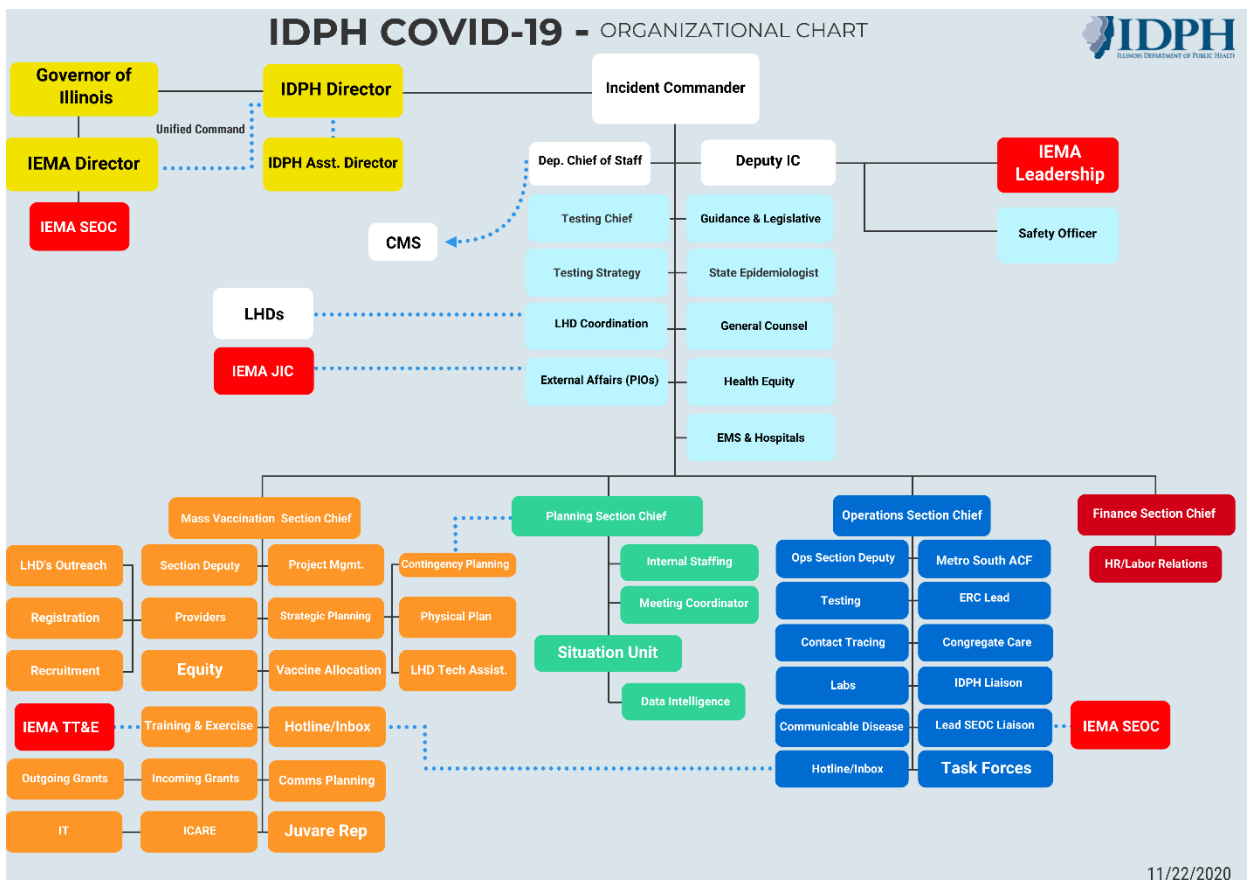 IDPH COVID-19 - ORGANIZATIONAL CHART
IDPH
ILLINOIS DEPARTMENT OF PUBLIC HEALTH
Governor of
Illinois
IDPH Director
Incident Commander
Unified Command
IEMA Director
IDPH Asst. Director
Dep. Chief of Staff
Deputy IC
IEMA
Leadership
IEMA SEOC
CMS
Testing Chief
Guidance & Legislative
Safety Officer
Testing Strategy
State Epidemiologist
LHDs
LHD Coordination
General Counsel
IEMA JIC
External Affairs (PIOs)
Health Equity
EMS & Hospitals
Mass Vaccination Section Chief
Planning Section Chief
Operations Section Chief
Finance Section Chief
LHD's Outreach
Section Deputy
Project Mgmt.
Contingency Planning
Internal Staffing
Ops Section Deputy
Metro South ACF
HR/Labor Relations
Registration
Providers
Strategic Planning
Physical Plan
Meeting Coordinator
Testing
ERC Lead
Recruitment
Equity
Vaccine Allocation
LHD Tech Assist.
Situation Unit
Contact Tracing
Congregate Care
Labs
IDPH Liaison
Data Intelligence
IEMA TT&E
Training & Exercise
Hotline/Inbox
Communicable Disease
Lead SEOC Liaison
IEMA SEOC
Outgoing Grants
Incoming Grants
Comms Planning
Hotline/Inbox
Task Forces
IT
ICARE
Juvare Rep
11/22/2020